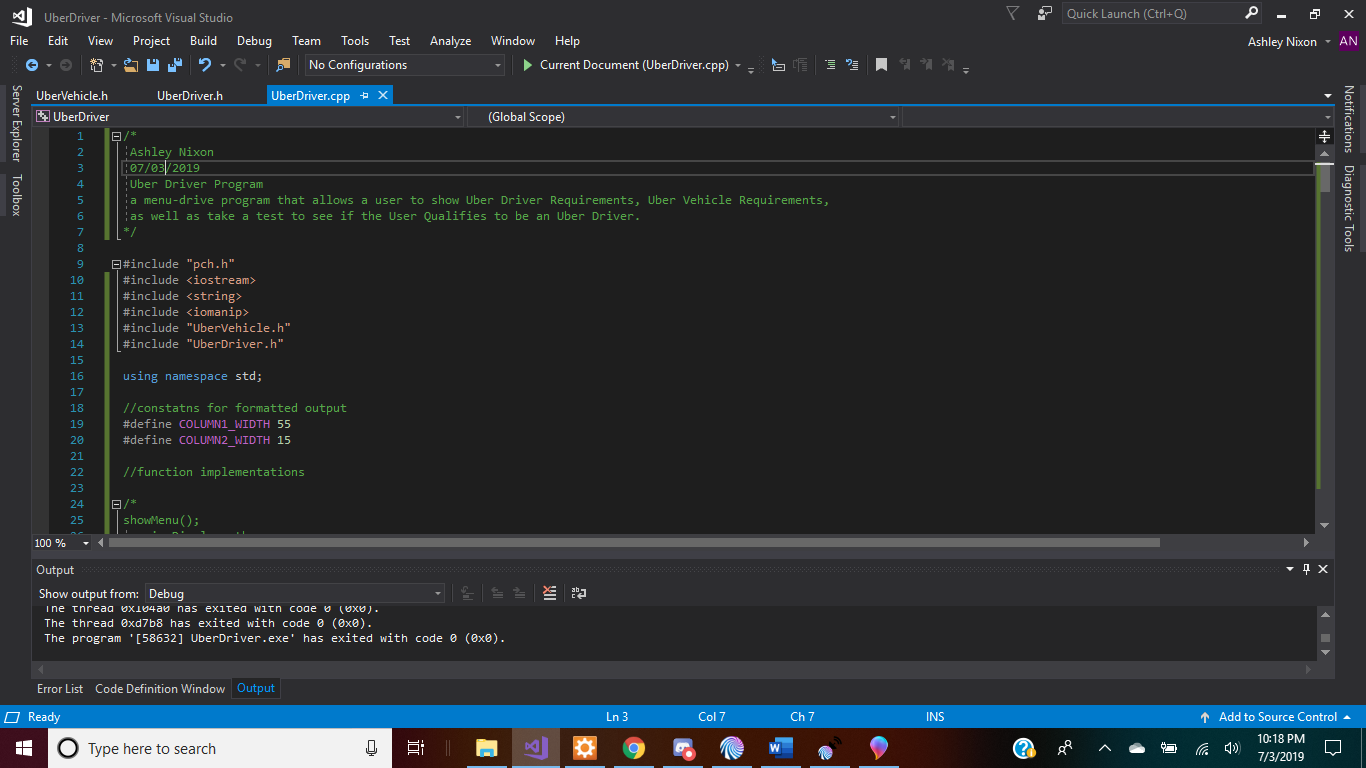 UberDriver - Microsoft Visual Studio
Quick Launch (Ctrl+Q)
File Edit View Project Build Debug Team Tools Test Analyze Window Help
Ashley Nixon AN
No Configurations Current Document (UberDriver.cpp)
Server Explorer
Toolbox
Notifications
Diagnostic Tools
UberVehicle.h UberDriver.h UberDriver.cpp
UberDriver (Global Scope)
1 /*
2 Ashley Nixon
3 07/03/2019
4 Uber Driver Program
5 a menu-drive program that allows a user to show Uber Driver Requirements, Uber Vehicle Requirements,
6 as well as take a test to see if the User Qualifies to be an Uber Driver.
7 */
8
9 #include "pch.h"
10 #include <iostream>
11 #include <string>
12 #include <iomanip>
13 #include "UberVehicle.h"
14 #include "UberDriver.h"
15
16 using namespace std;
17
18 //constatns for formatted output
19 #define COLUMN1_WIDTH 55
20 #define COLUMN2_WIDTH 15
21
22 //function implementations
23
24 /*
25 showMenu();
100 %
Output
Show output from: Debug
The thread 0x104a0 has exited with code 0 (0x0).
The thread 0xd7b8 has exited with code 0 (0x0).
The program '[58632] UberDriver.exe' has exited with code 0 (0x0).
Error List Code Definition Window Output
Ready Ln 3 Col 7 Ch 7 INS Add to Source Control
Type here to search
10:18 PM
7/3/2019